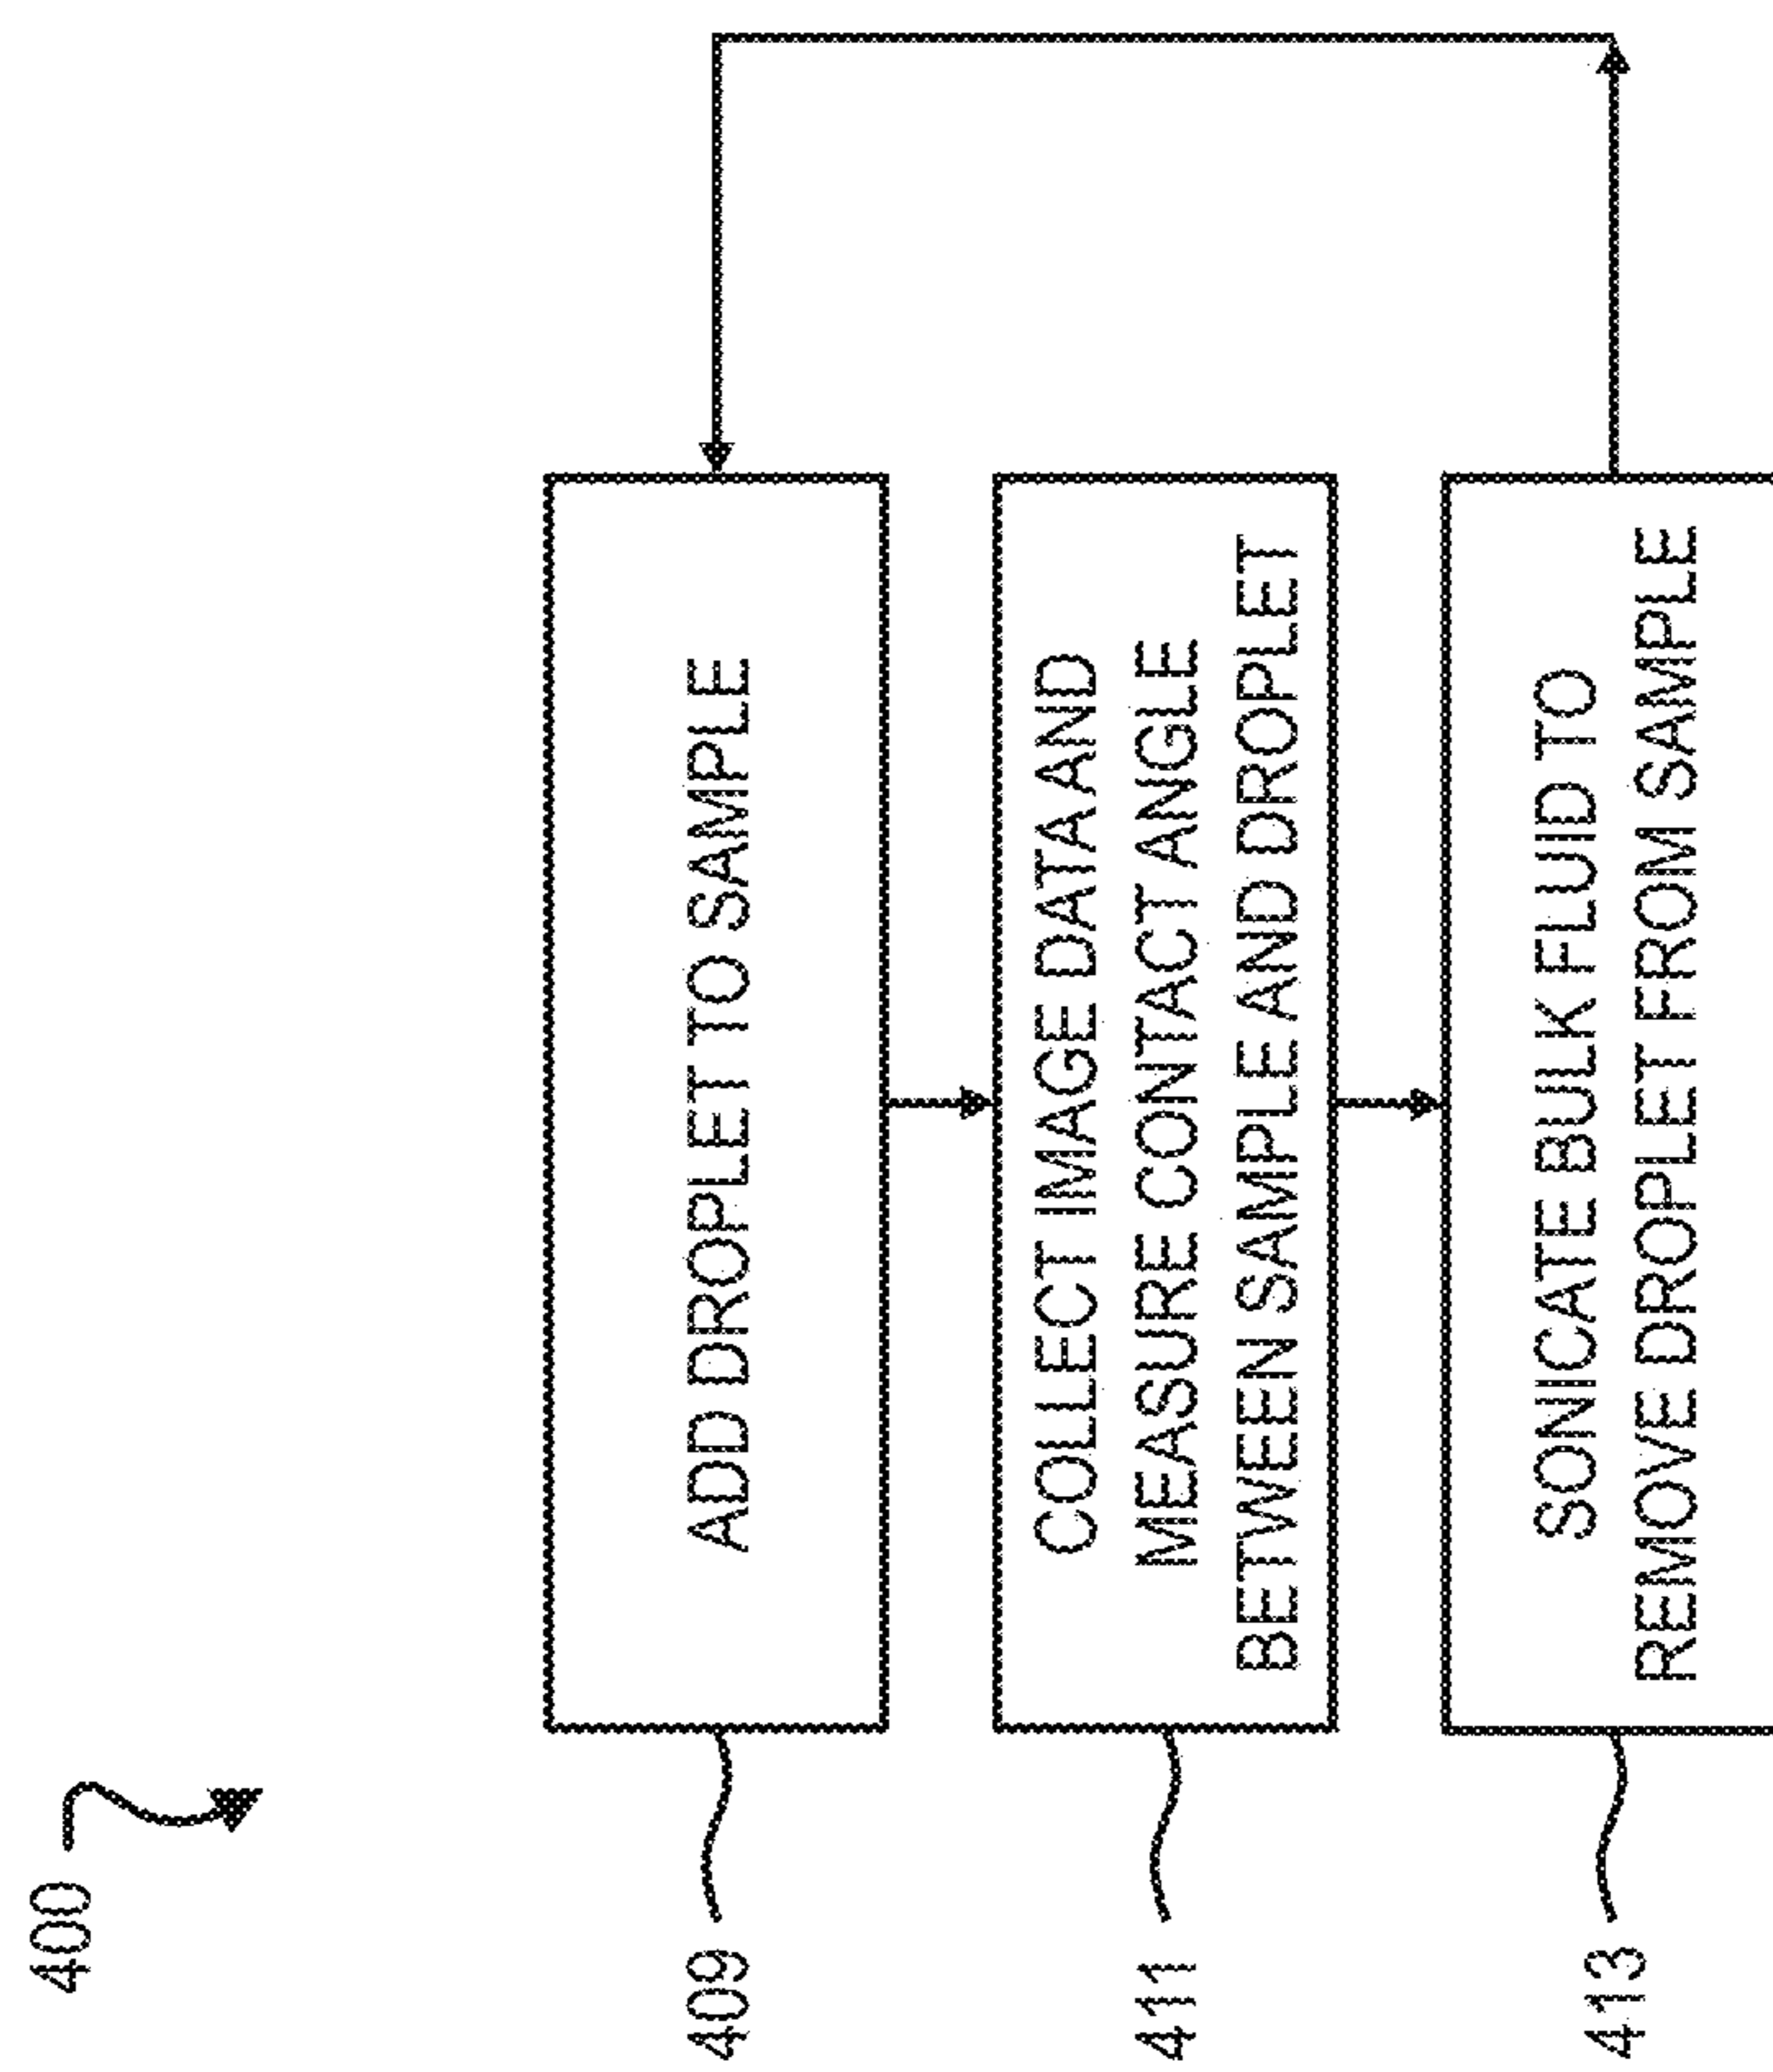 400
409
ADD DROPLET TO SAMPLE
411
COLLECT IMAGE DATA AND
MEASURE CONTACT ANGLE
BETWEEN SAMPLE AND DROPLET
413
SONICATE BULK FLUID TO
REMOVE DROPLET FROM SAMPLE